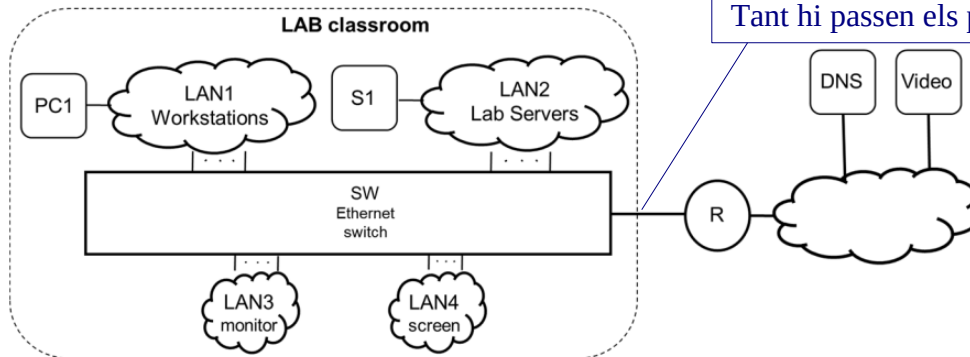 Tant hi passen els
LAB classroom
PC1
LAN1
Workstations
S1
LAN2
Lab Servers
DNS
Video
. . .
. . .
SW
Ethernet
switch
R
. . .
. . .
LAN3
monitor
LAN4
screen